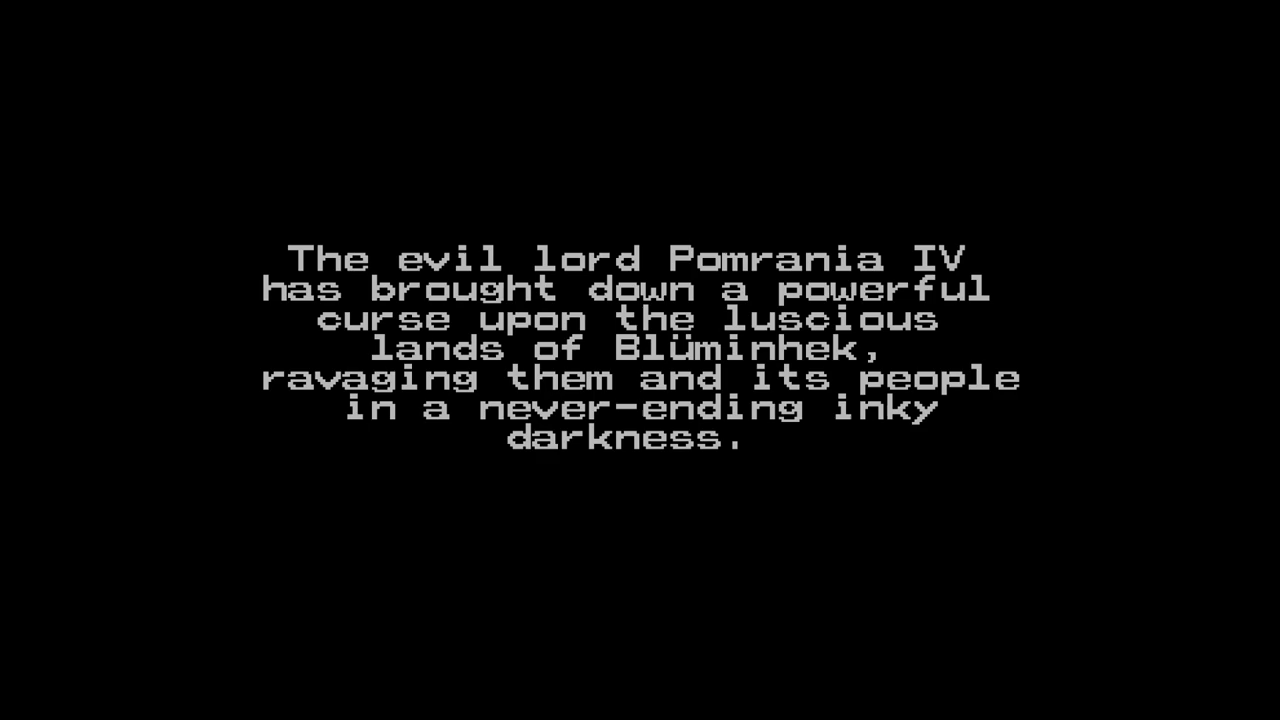 The evil lord Pomrania IV
has brought down a powerful
curse upon the luscious
lands of Blüminhek,
ravaging them and its people
in a never-ending inky
darkness.